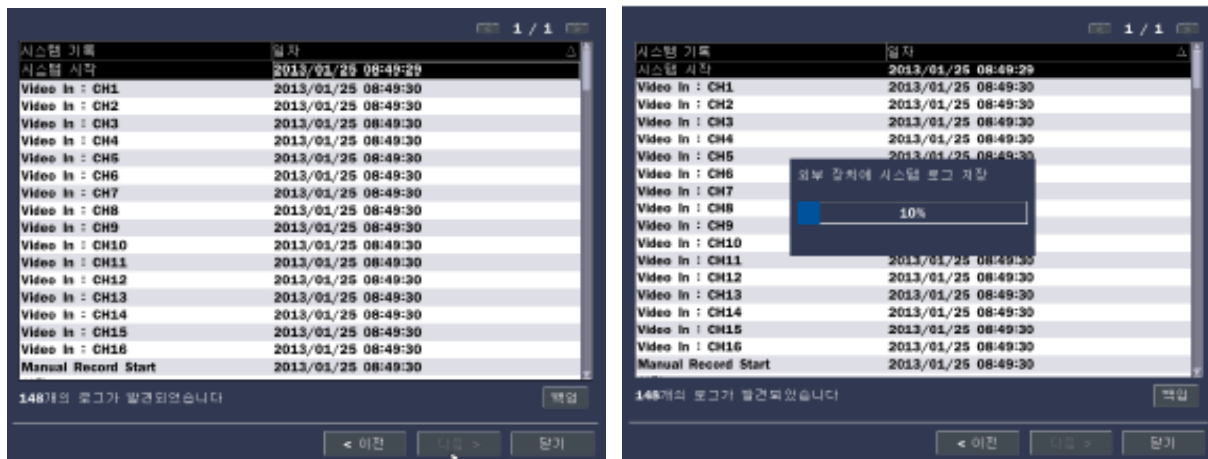 1 / 1
시스템 기록 일자
시스템 시작 2013/01/25 08:49:29
Video In : CH1 2013/01/25 08:49:30
Video In : CH2 2013/01/25 08:49:30
Video In : CH3 2013/01/25 08:49:30
Video In : CH4 2013/01/25 08:49:30
Video In : CH5 2013/01/25 08:49:30
Video In : CH6 2013/01/25 08:49:30
Video In : CH7 2013/01/25 08:49:30
Video In : CH8 2013/01/25 08:49:30
Video In : CH9 2013/01/25 08:49:30
Video In : CH10 2013/01/25 08:49:30
Video In : CH11 2013/01/25 08:49:30
Video In : CH12 2013/01/25 08:49:30
Video In : CH13 2013/01/25 08:49:30
Video In : CH14 2013/01/25 08:49:30
Video In : CH15 2013/01/25 08:49:30
Video In : CH16 2013/01/25 08:49:30
Manual Record Start 2013/01/25 08:49:30
148개의 로그가 발견되었습니다 백업
< 이전 다음 > 닫기
1 / 1
시스템 기록 일자
시스템 시작 2013/01/25 08:49:29
Video In : CH1 2013/01/25 08:49:30
Video In : CH2 2013/01/25 08:49:30
Video In : CH3 2013/01/25 08:49:30
Video In : CH4 2013/01/25 08:49:30
Video In : CH5 2013/01/25 08:49:30
Video In : CH6
외부 장치에 시스템 로그 저장
Video In : CH7
Video In : CH8
10%
Video In : CH9
Video In : CH10
Video In : CH11 2013/01/25 08:49:30
Video In : CH12 2013/01/25 08:49:30
Video In : CH13 2013/01/25 08:49:30
Video In : CH14 2013/01/25 08:49:30
Video In : CH15 2013/01/25 08:49:30
Video In : CH16 2013/01/25 08:49:30
Manual Record Start 2013/01/25 08:49:30
148개의 로그가 발견되었습니다 백업
< 이전 다음 > 닫기